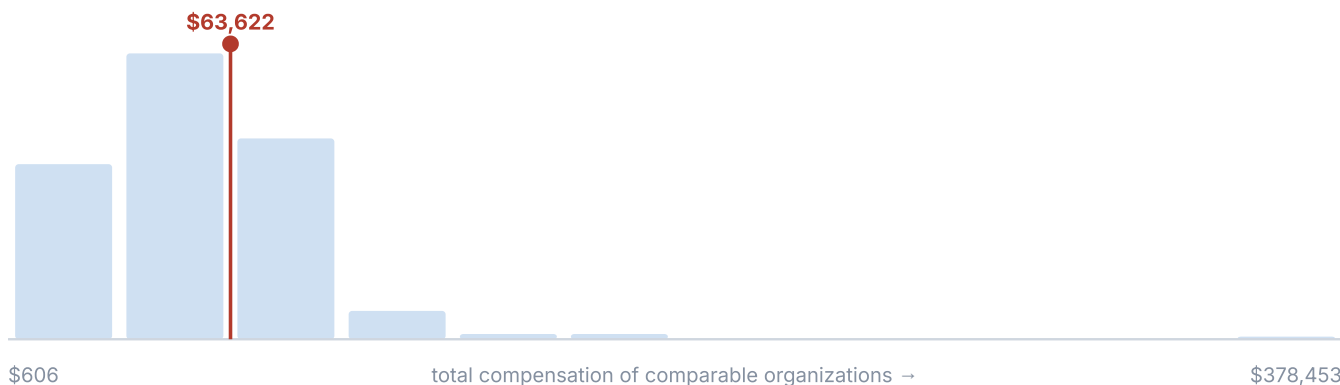 $63,622
$606 total compensation of comparable organizations → $378,453